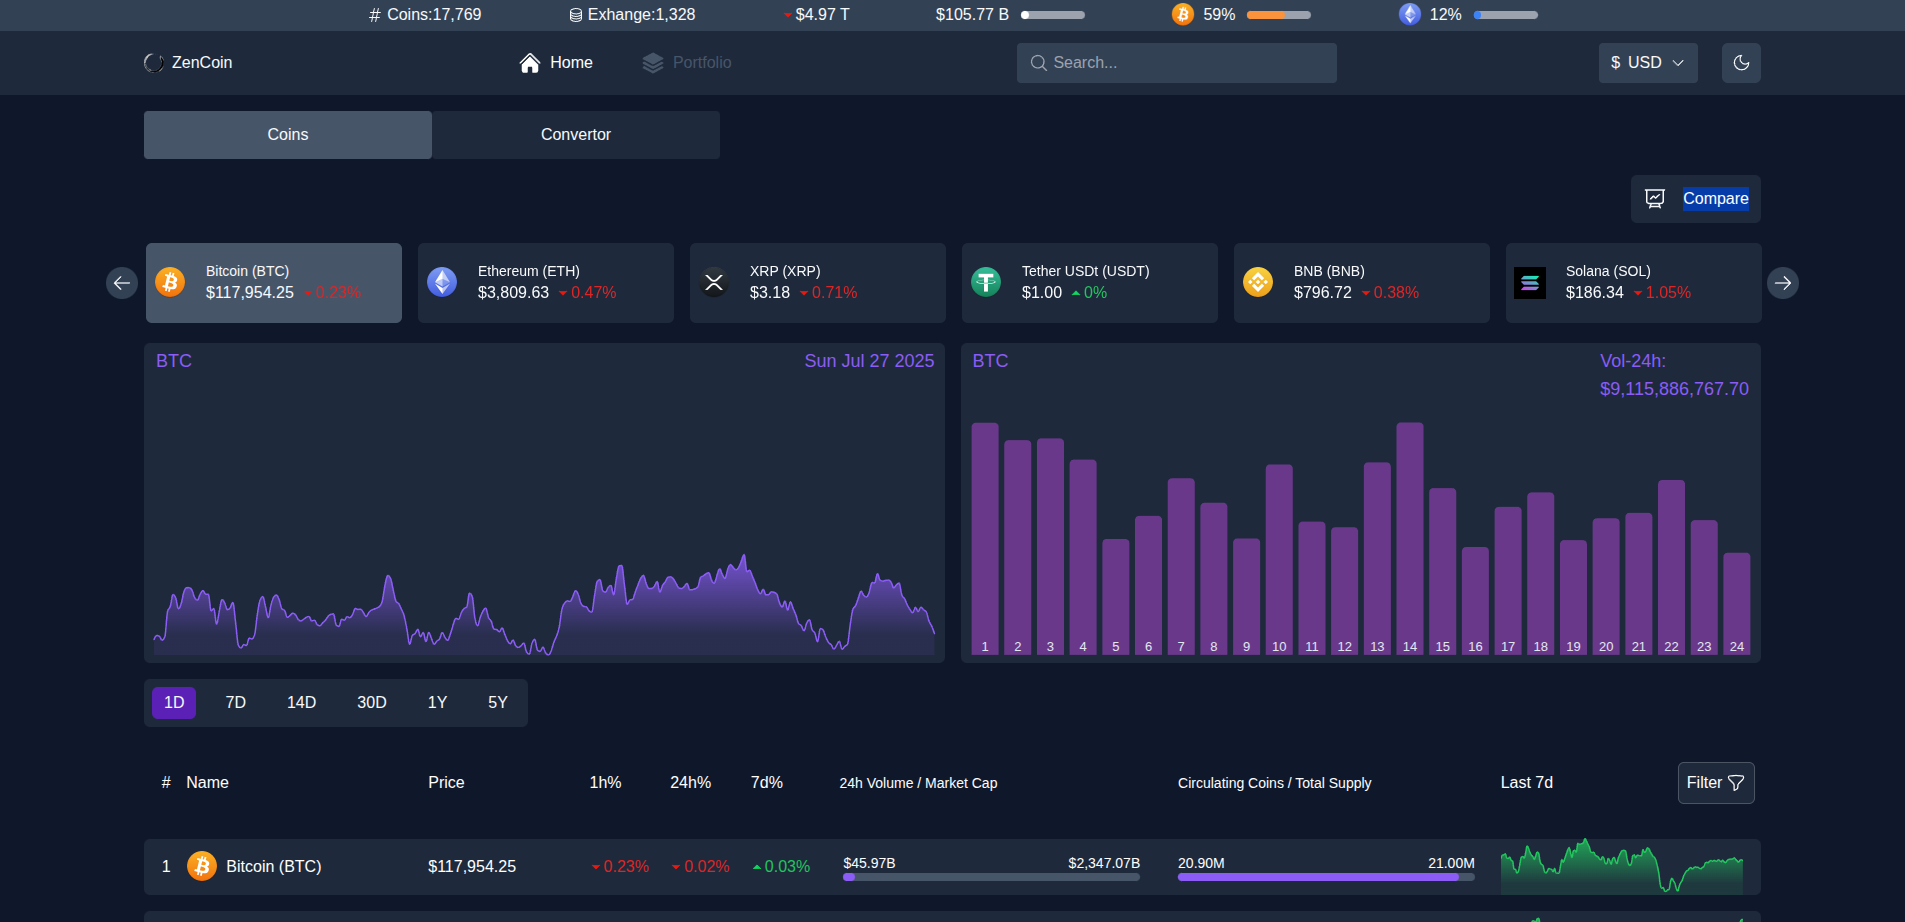 Coins:17,769 Exhange:1,328 $4.97 T $105.77 B 59% 12%
ZenCoin Home Portfolio Search... $ USD
Coins Convertor
Compare
Bitcoin (BTC)
$117,954.25 0.23%
Ethereum (ETH)
$3,809.63 0.47%
XRP (XRP)
$3.18 0.71%
Tether USDt (USDT)
$1.00 0%
BNB (BNB)
$796.72 0.38%
Solana (SOL)
$186.34 1.05%
BTC Sun Jul 27 2025
BTC Vol-24h:
$9,115,886,767.70
1 2 3 4 5 6 7 8 9 10 11 12 13 14 15 16 17 18 19 20 21 22 23 24
1D 7D 14D 30D 1Y 5Y
# Name Price 1h% 24h% 7d% 24h Volume / Market Cap Circulating Coins / Total Supply Last 7d Filter
1 Bitcoin (BTC) $117,954.25 0.23% 0.02% 0.03% $45.97B $2,347.07B 20.90M 21.00M